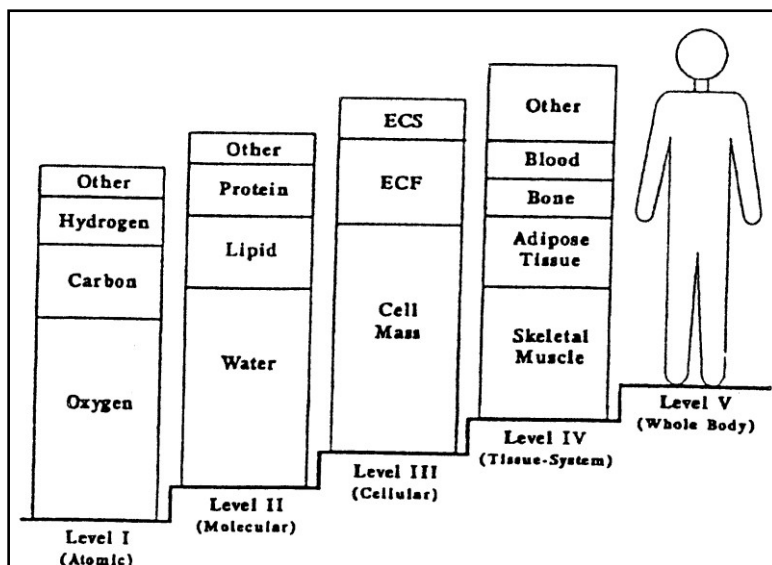 Other
Hydrogen
Carbon
Oxygen
Level I
(Atomic)
Other
Protein
Lipid
Water
Level II
(Molecular)
ECS
ECF
Cell
Mass
Level III
(Cellular)
Other
Blood
Bone
Adipose
Tissue
Skeletal
Muscle
Level IV
(Tissue-System)
Level V
(Whole Body)